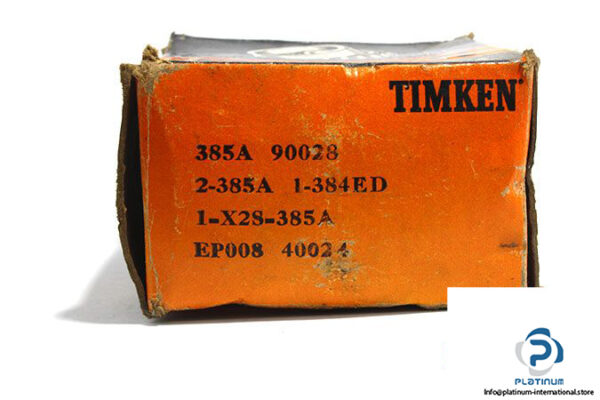 TIMKEN
385A 90028
2-385A 1-384ED
1-X2S-385A
EP008 40024
PLATINUM
Info@platinum-international.store